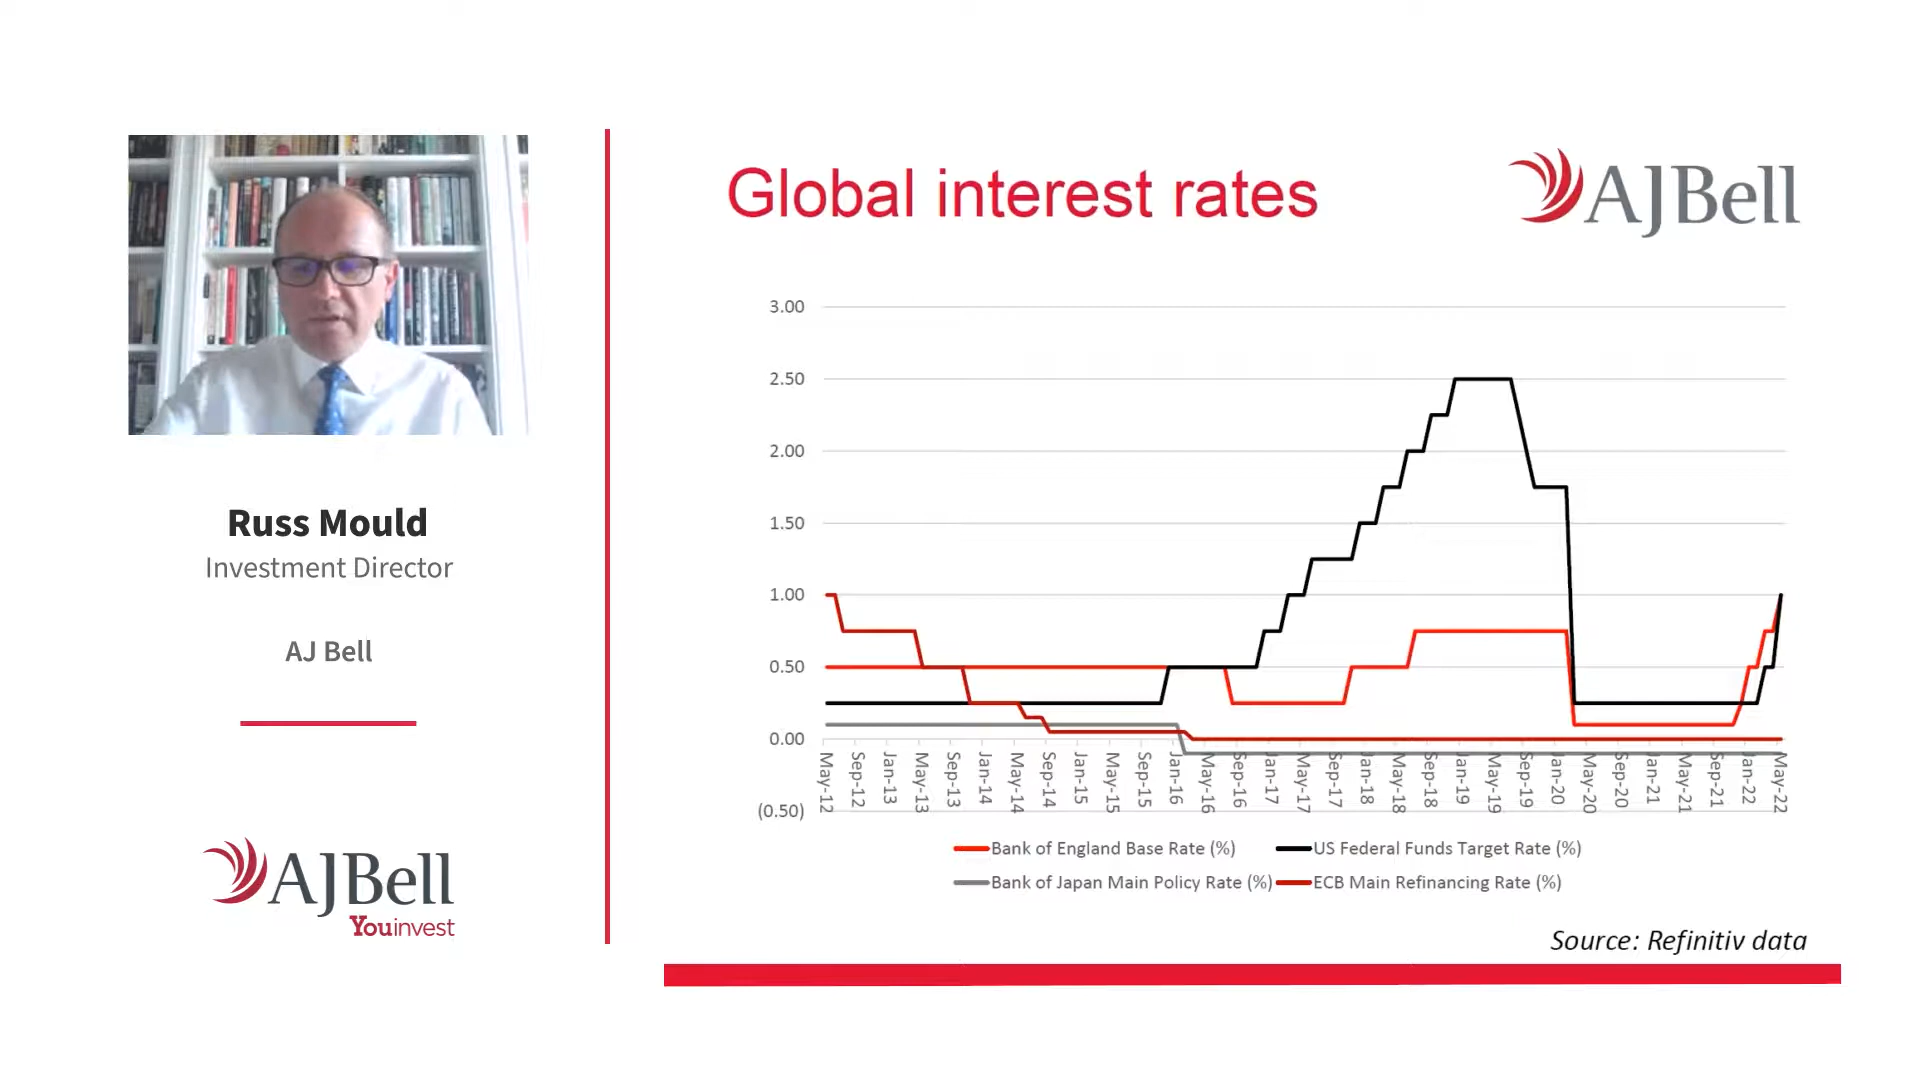 Russ Mould
Investment Director
AJ Bell
AJBell
Youinvest
Global interest rates
AJBell
3.00
2.50
2.00
1.50
1.00
0.50
0.00
(0.50)
May-12
Sep-12
Jan-13
May-13
Sep-13
Jan-14
May-14
Sep-14
Jan-15
May-15
Sep-15
Jan-16
May-16
Sep-16
Jan-17
May-17
Sep-17
Jan-18
May-18
Sep-18
Jan-19
May-19
Sep-19
Jan-20
May-20
Sep-20
Jan-21
May-21
Sep-21
Jan-22
May-22
Bank of England Base Rate (%)
US Federal Funds Target Rate (%)
Bank of Japan Main Policy Rate (%)
ECB Main Refinancing Rate (%)
Source: Refinitiv data